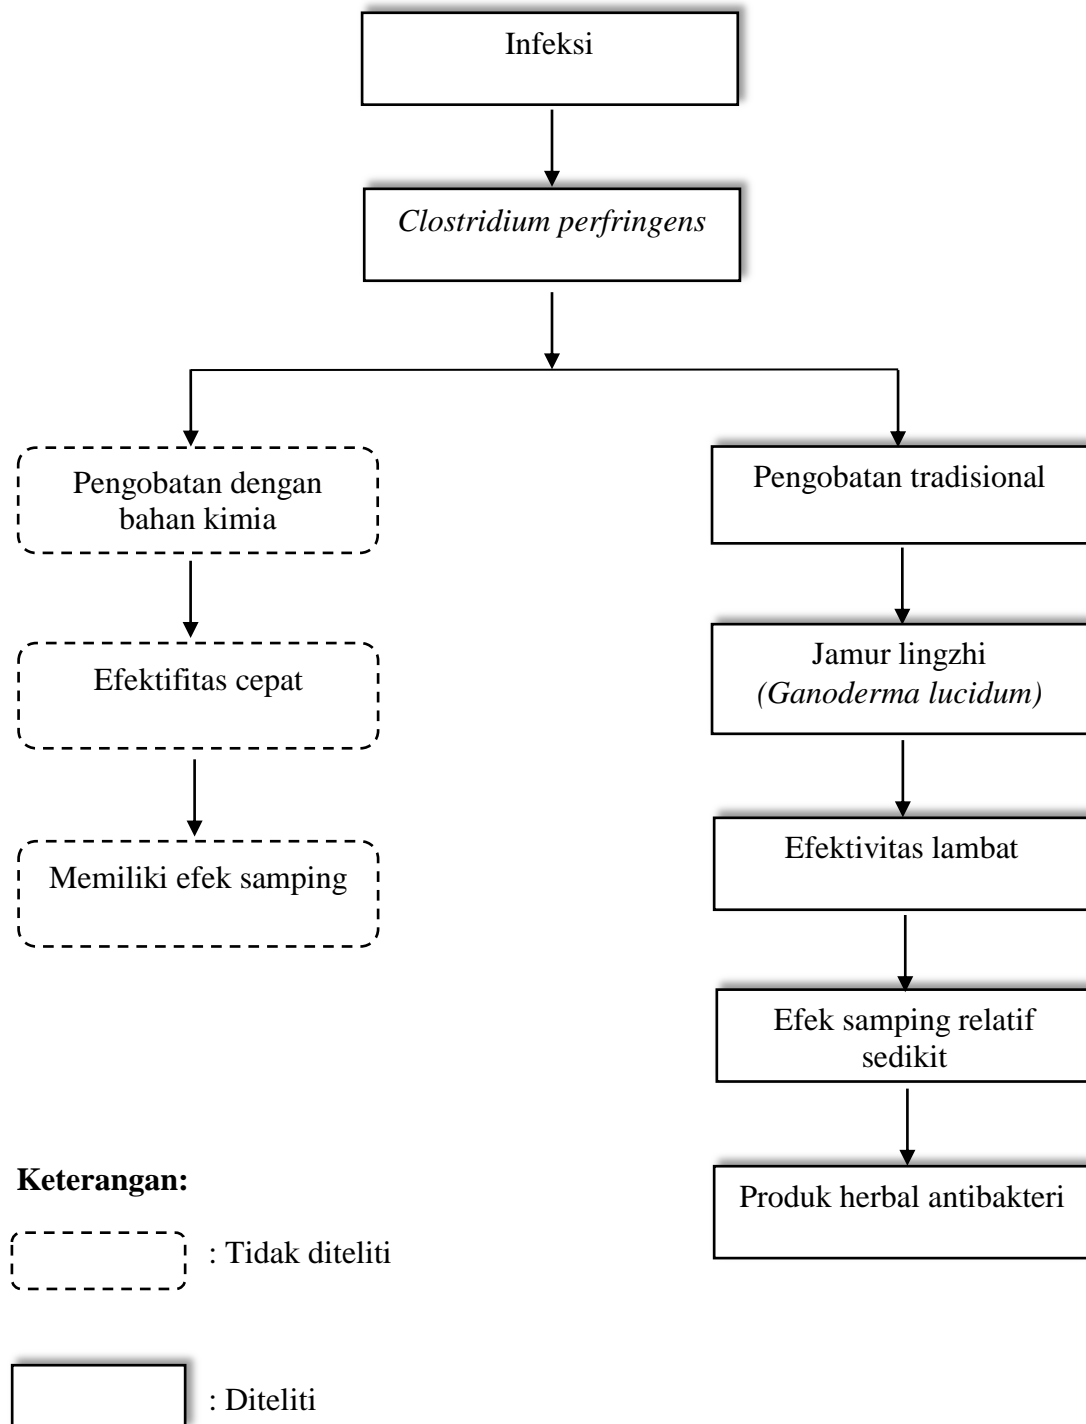 Infeksi
Clostridium perfringens
Pengobatan dengan
bahan kimia
Efektifitas cepat
Memiliki efek samping
Pengobatan tradisional
Jamur lingzhi
(Ganoderma lucidum)
Efektivitas lambat
Efek samping relatif
sedikit
Produk herbal antibakteri
Keterangan:
: Tidak diteliti
: Diteliti